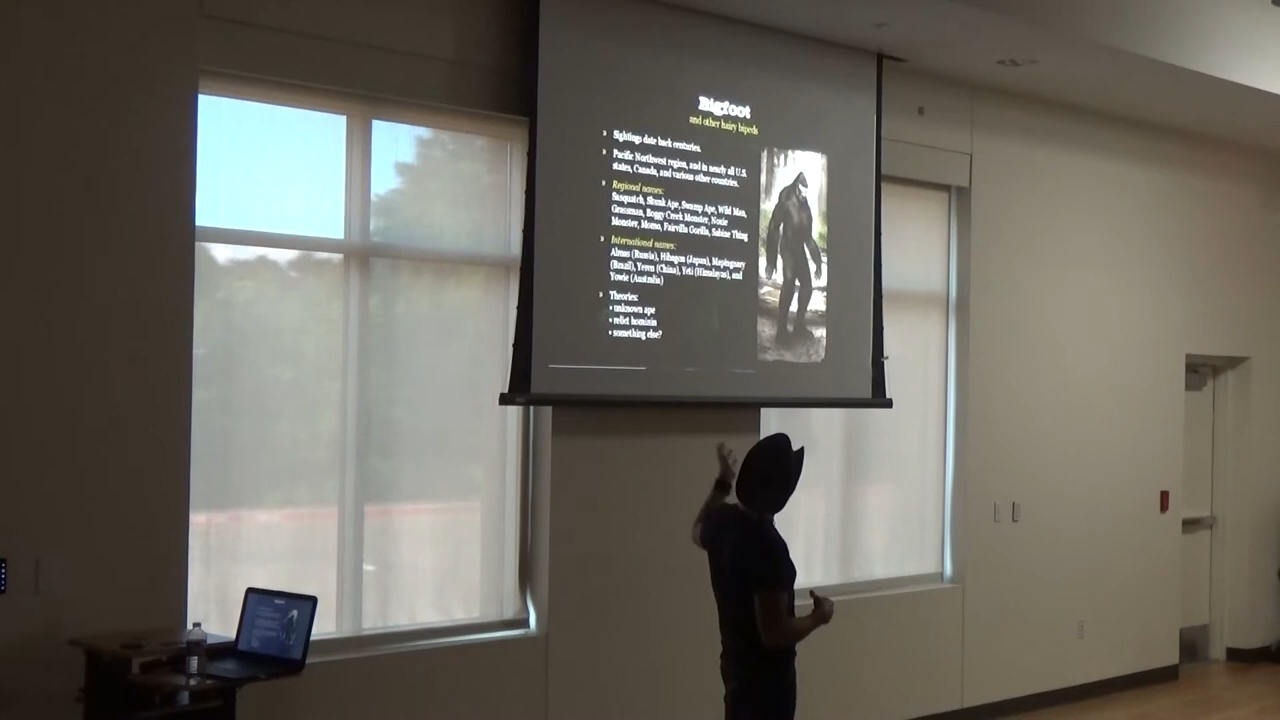 Bigfoot
and other hairy bipeds
» Sightings date back centuries.
» Pacific Northwest region, and in nearly all U.S.
states, Canada, and various other countries.
» Regional names:
Sasquatch, Skunk Ape, Swamp Ape, Wild Man,
Grassman, Boggy Creek Monster, Noxie
Monster, Momo, Fairville Gorilla, Sabine Thing
» International names:
Almas (Russia), Hibagon (Japan), Mapinguary
(Brazil), Yeren (China), Yeti (Himalayas), and
Yowie (Australia)
» Theories:
• unknown ape
• relict hominin
• something else?